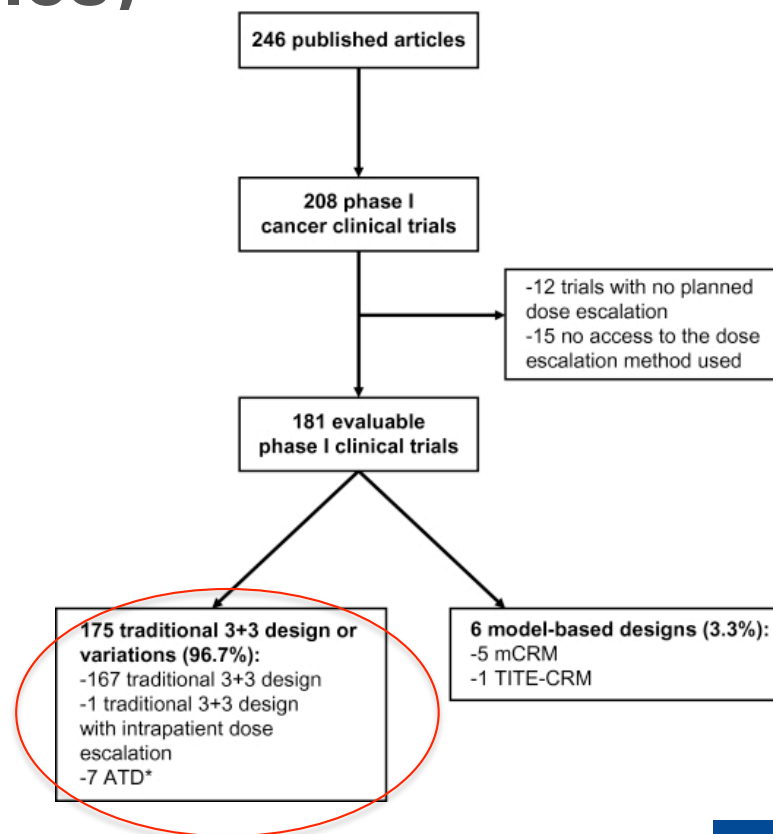 246 published articles
208 phase I
cancer clinical trials
-12 trials with no planned
dose escalation
-15 no access to the dose
escalation method used
181 evaluable
phase I clinical trials
175 traditional 3+3 design or
variations (96.7%):
-167 traditional 3+3 design
-1 traditional 3+3 design
with intrapatient dose
escalation
-7 ATD*
6 model-based designs (3.3%):
-5 mCRM
-1 TITE-CRM